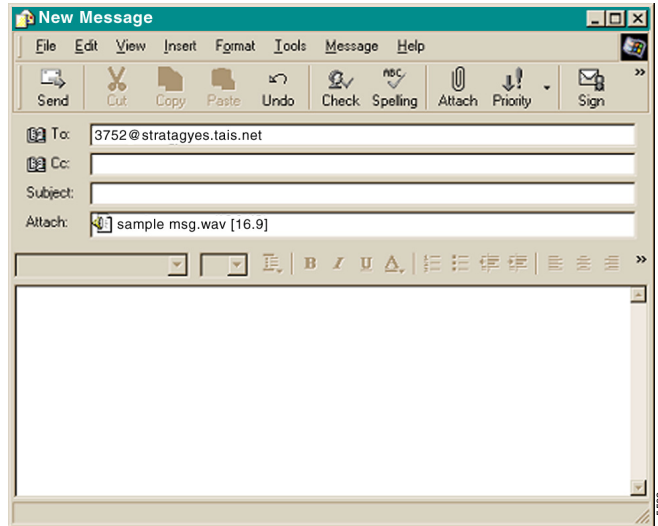 New Message
File Edit View Insert Format Tools Message Help
Send Cut Copy Paste Undo Check ABC Spelling Attach Priority Sign
To: 3752@stratagyes.tais.net
Cc:
Subject:
Attach: sample msg.wav [16.9]
B I U A